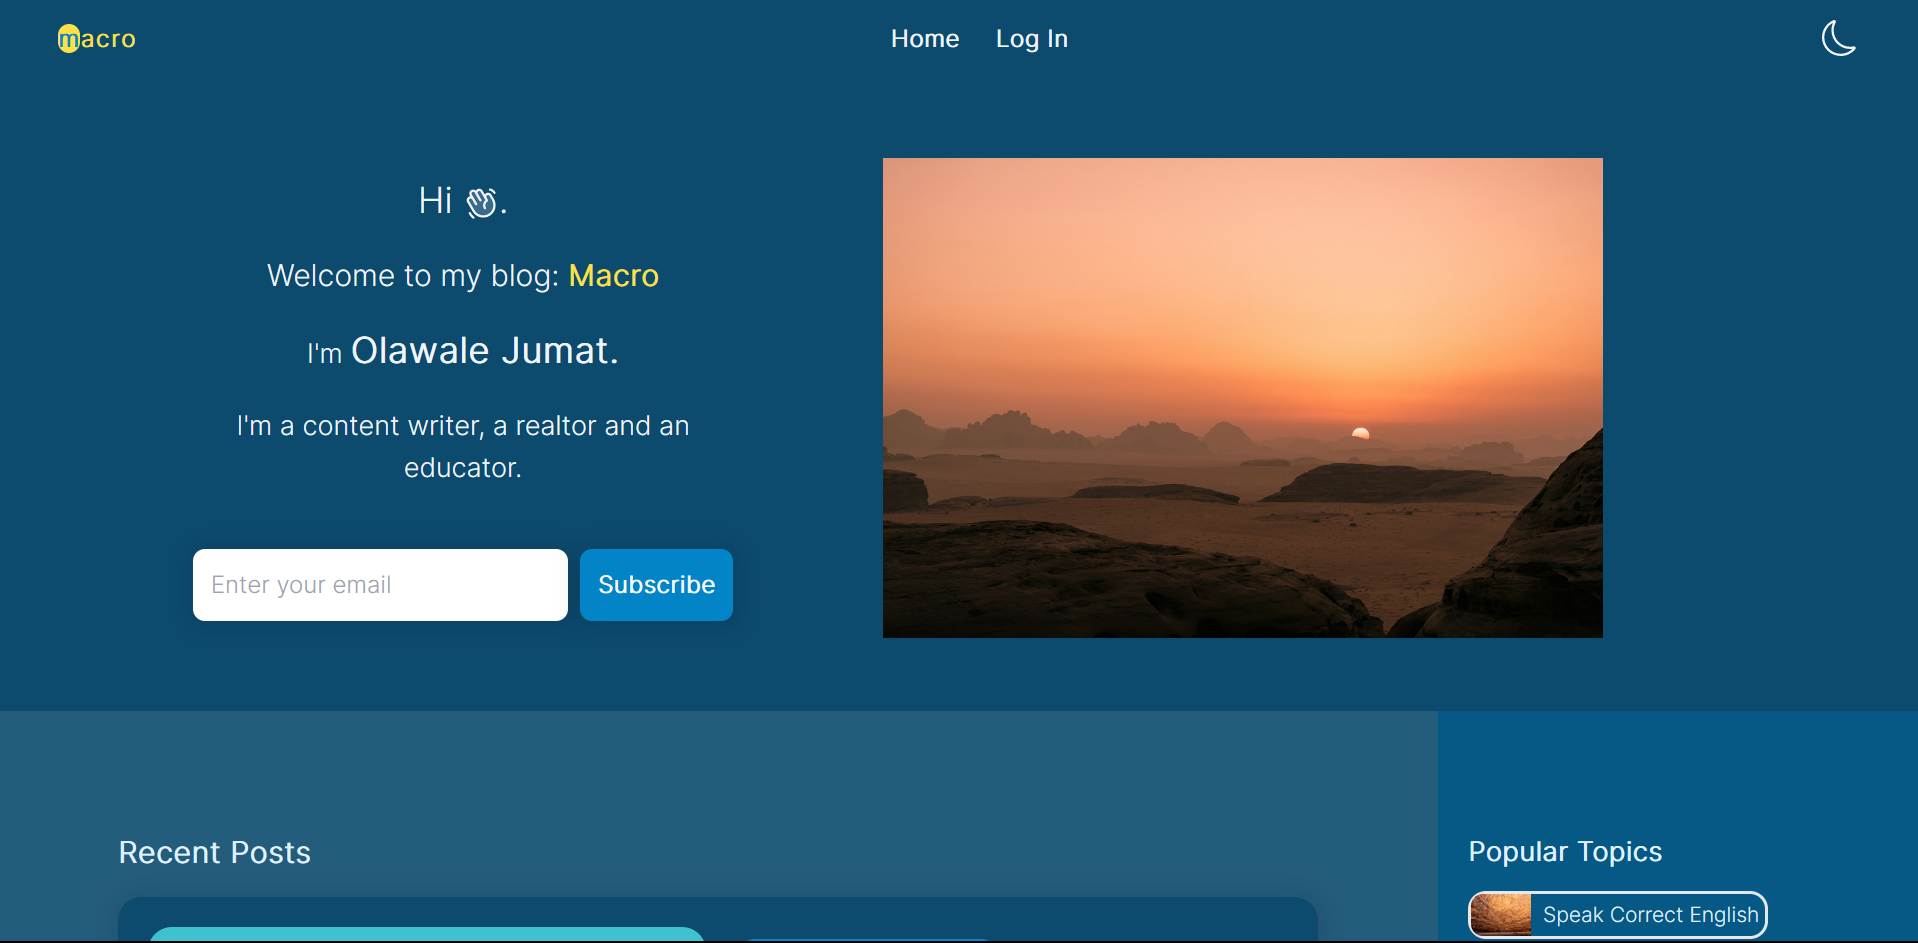 macro
Home
Log In
Hi 👋.
Welcome to my blog: Macro
I'm Olawale Jumat.
I'm a content writer, a realtor and an
educator.
Enter your email
Subscribe
Recent Posts
Popular Topics
Speak Correct English